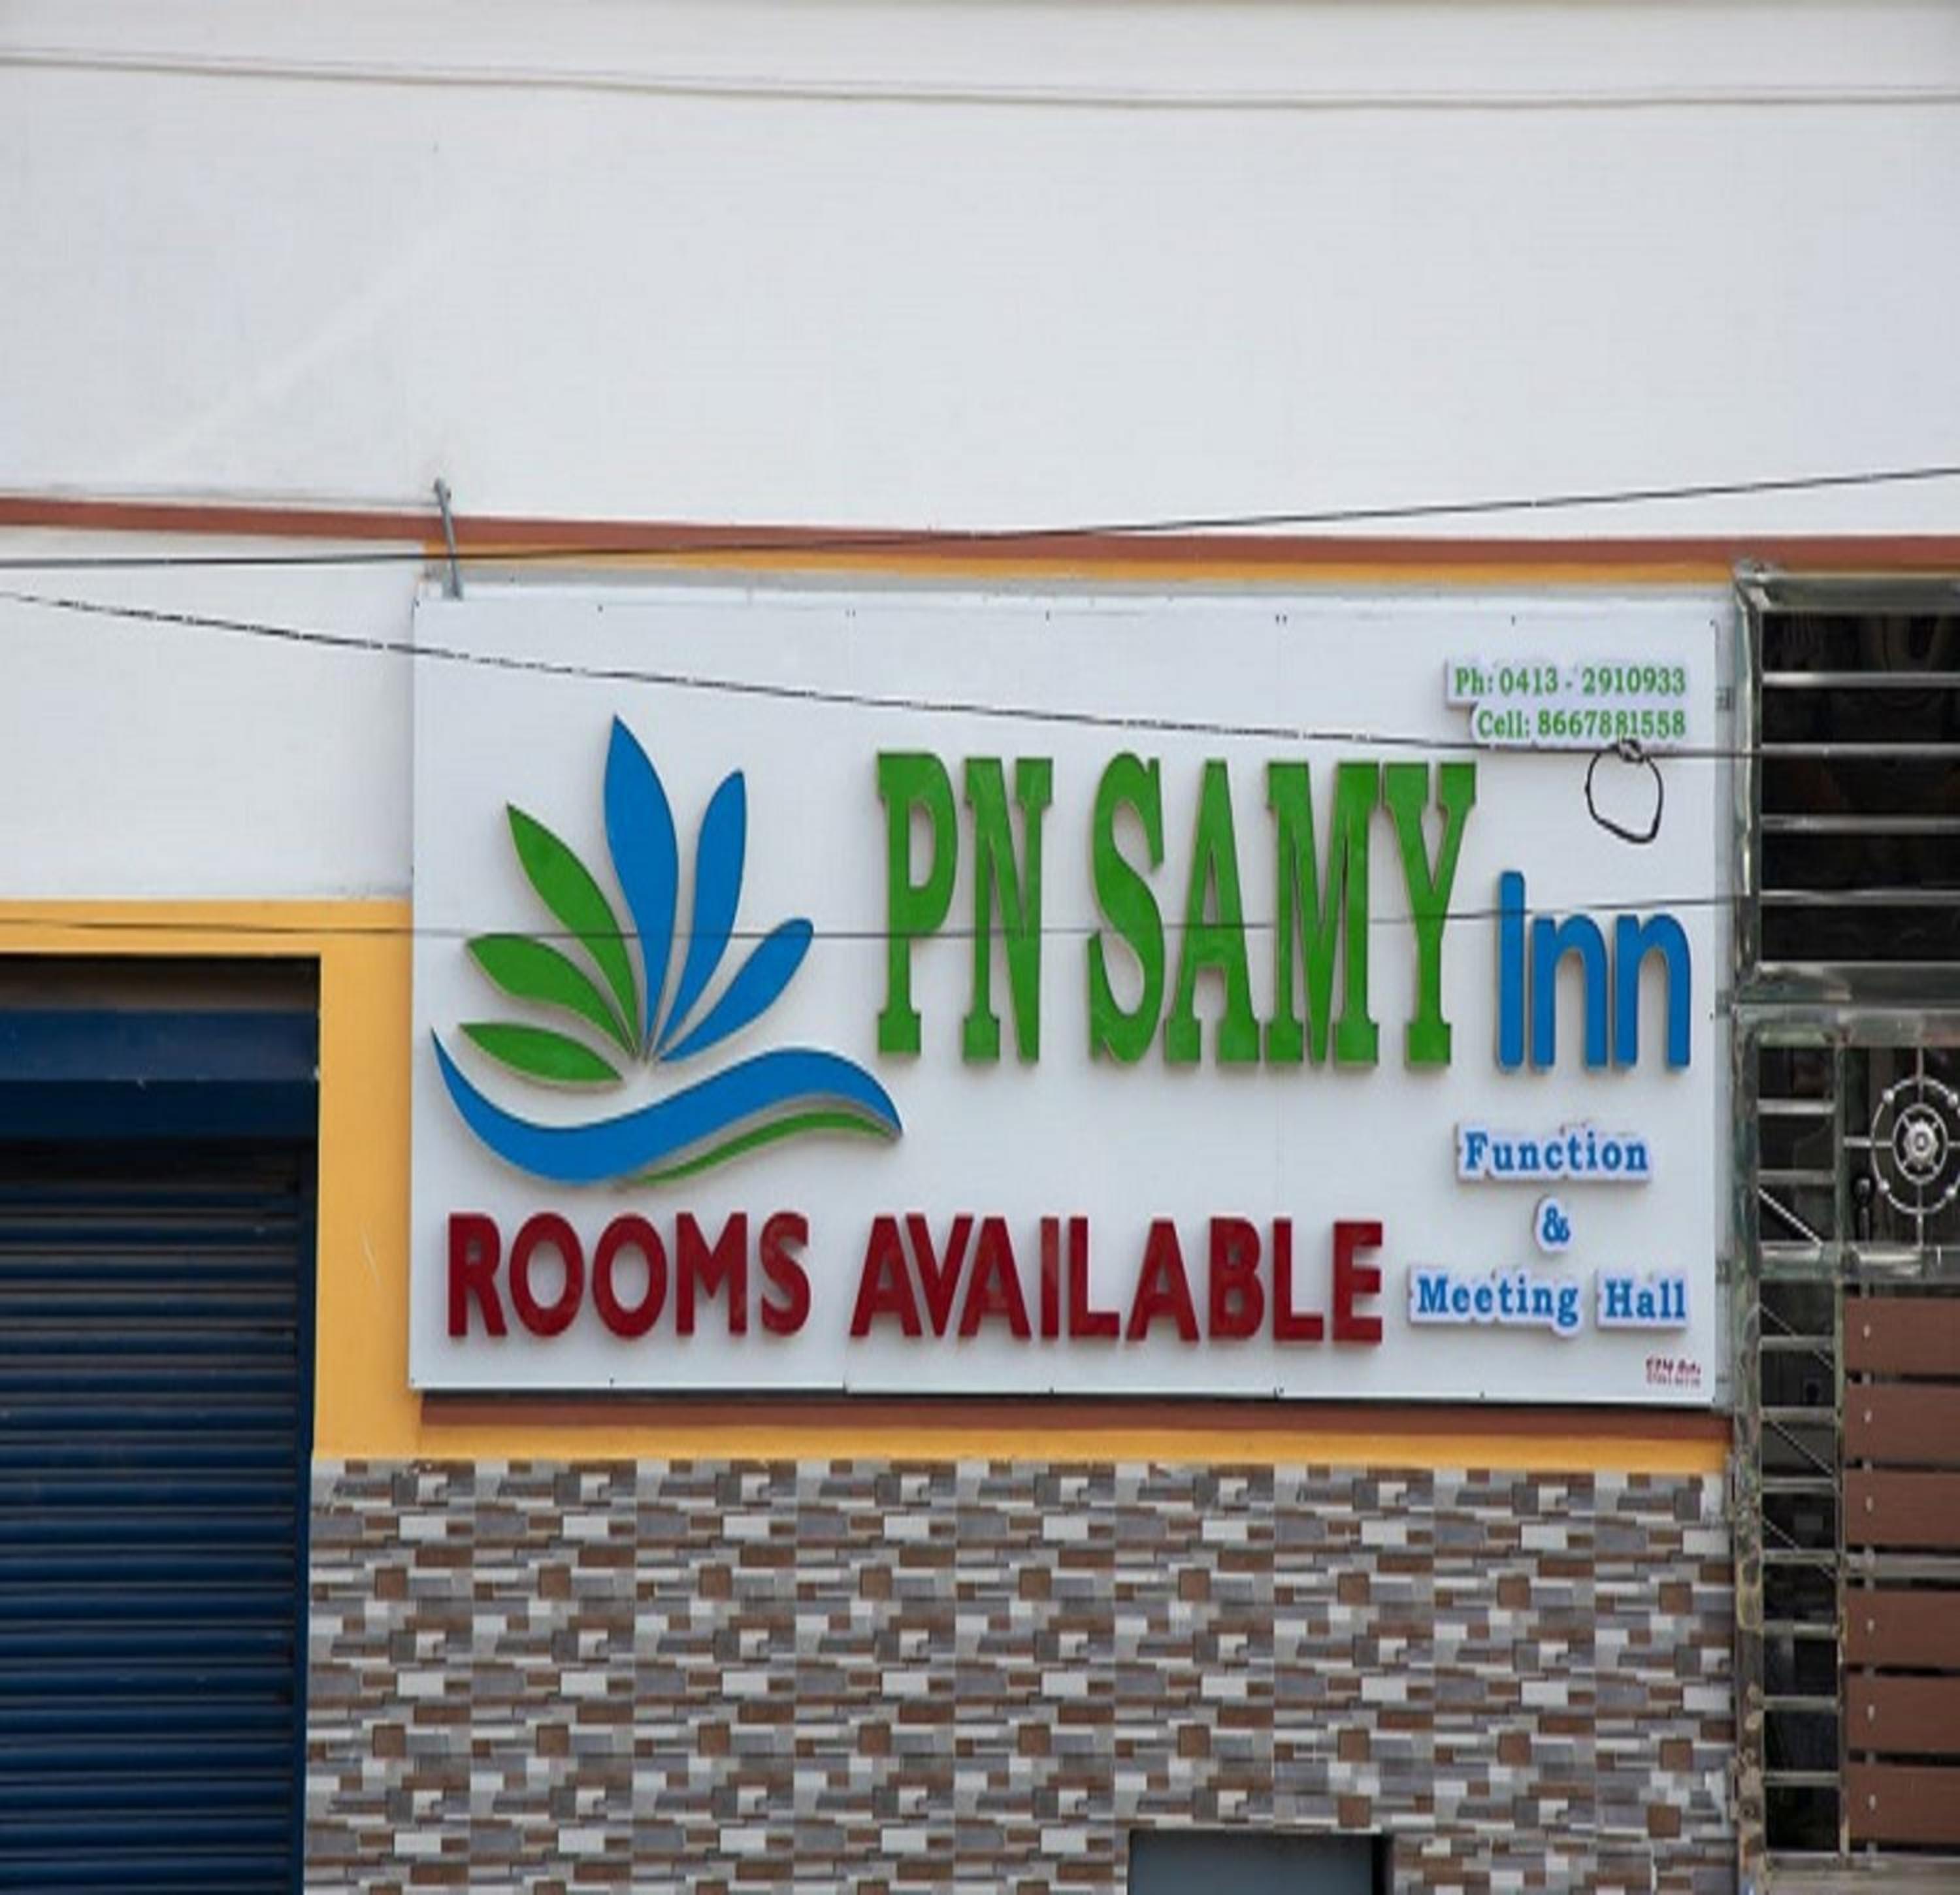 Ph: 0413 - 2910933
Cell: 8667881558
PN SAMY Inn
Function
&
Meeting Hall
ROOMS AVAILABLE